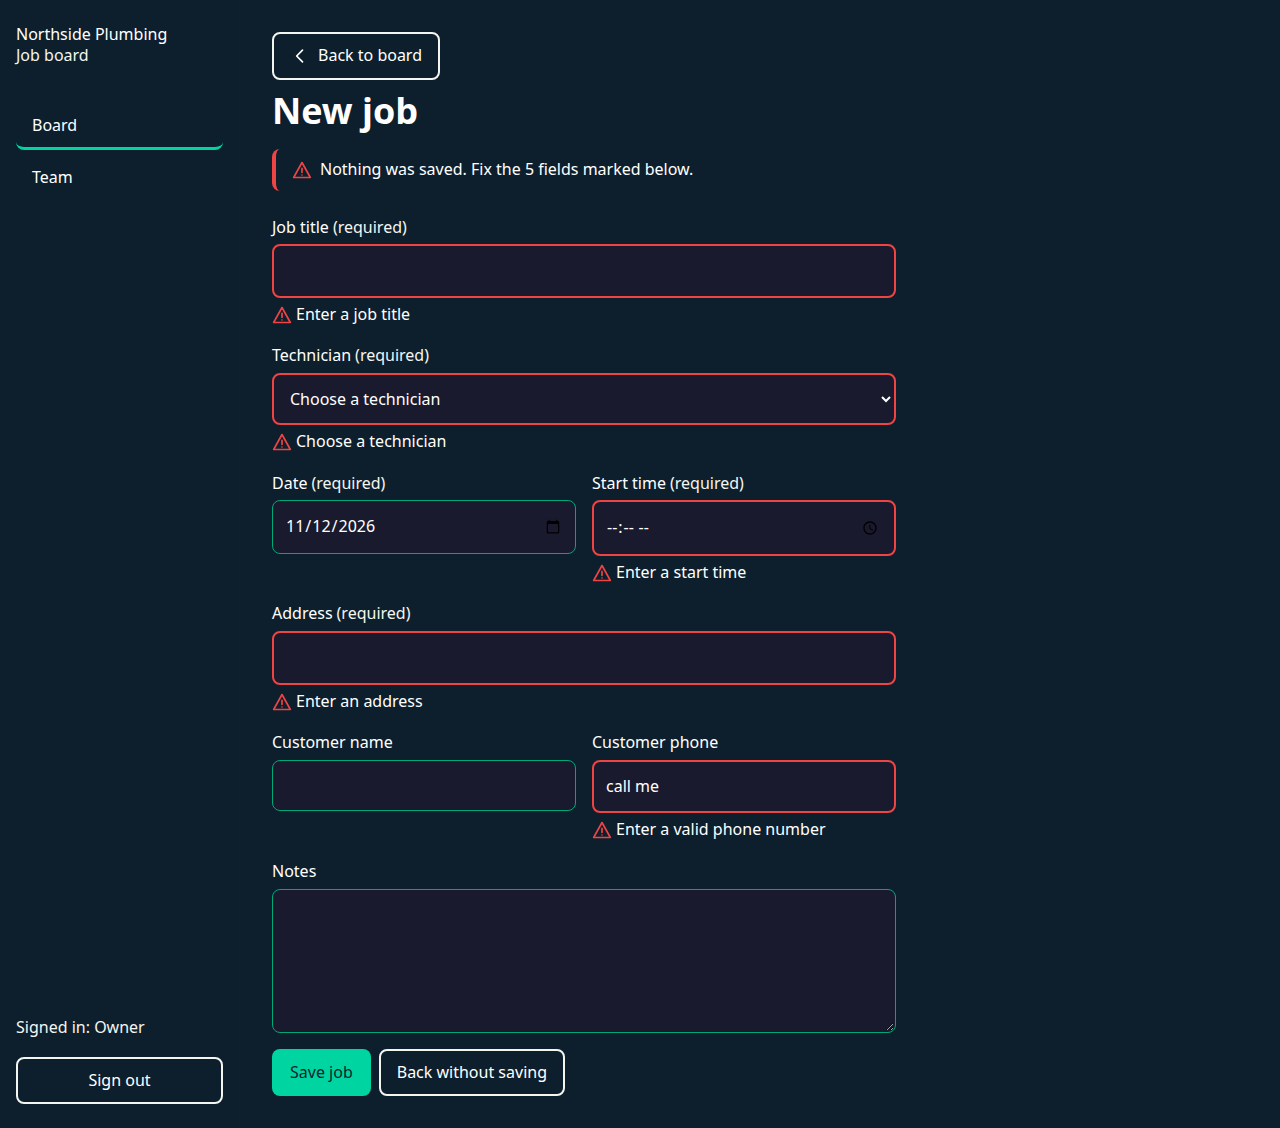 Northside Plumbing
Job board
Board
Team
Signed in: Owner
Sign out
Back to board
New job
Nothing was saved. Fix the 5 fields marked below.
Job title (required)
Enter a job title
Technician (required)
Choose a technician
Choose a technician
Date (required)
Start time (required)
11/12/2026
--:-- --
Enter a start time
Address (required)
Enter an address
Customer name
Customer phone
call me
Enter a valid phone number
Notes
Save job
Back without saving